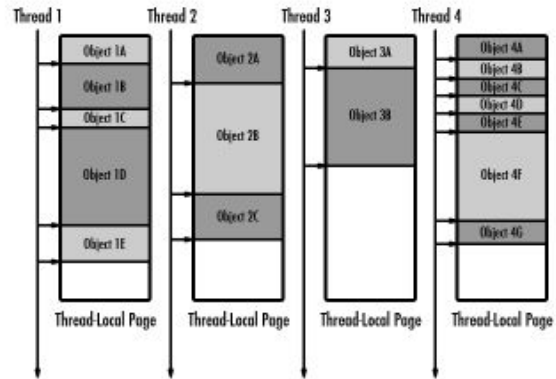 Thread 1
Thread 2
Thread 3
Thread 4
Object 1A
Object 1B
Object 1C
Object 1D
Object 1E
Thread-Local Page
Object 2A
Object 2B
Object 2C
Thread-Local Page
Object 3A
Object 3B
Thread-Local Page
Object 4A
Object 4B
Object 4C
Object 4D
Object 4E
Object 4F
Object 4G
Thread-Local Page